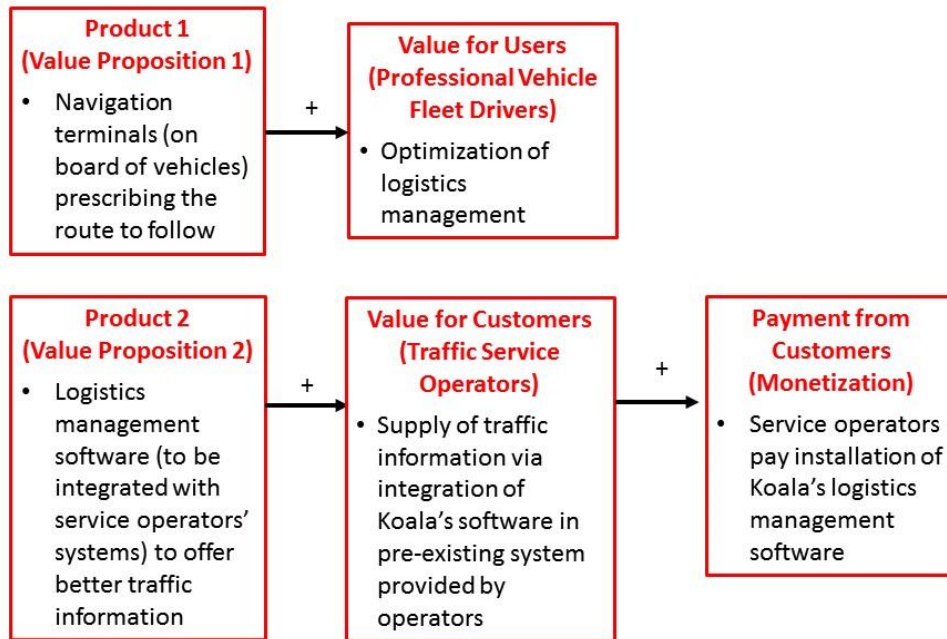 Product 1
(Value Proposition 1)
• Navigation
terminals (on
board of vehicles)
prescribing the
route to follow
+
Value for Users
(Professional Vehicle
Fleet Drivers)
• Optimization of
logistics
management
Product 2
(Value Proposition 2)
• Logistics
management
software (to be
integrated with
service operators'
systems) to offer
better traffic
information
+
Value for Customers
(Traffic Service
Operators)
• Supply of traffic
information via
integration of
Koala's software in
pre-existing system
provided by
operators
+
Payment from
Customers
(Monetization)
• Service operators
pay installation of
Koala's logistics
management
software